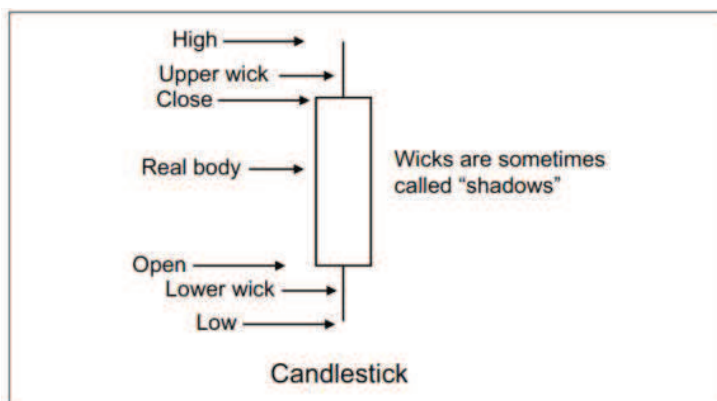 High
Upper wick
Close
Real body
Wicks are sometimes
called “shadows”
Open
Lower wick
Low
Candlestick